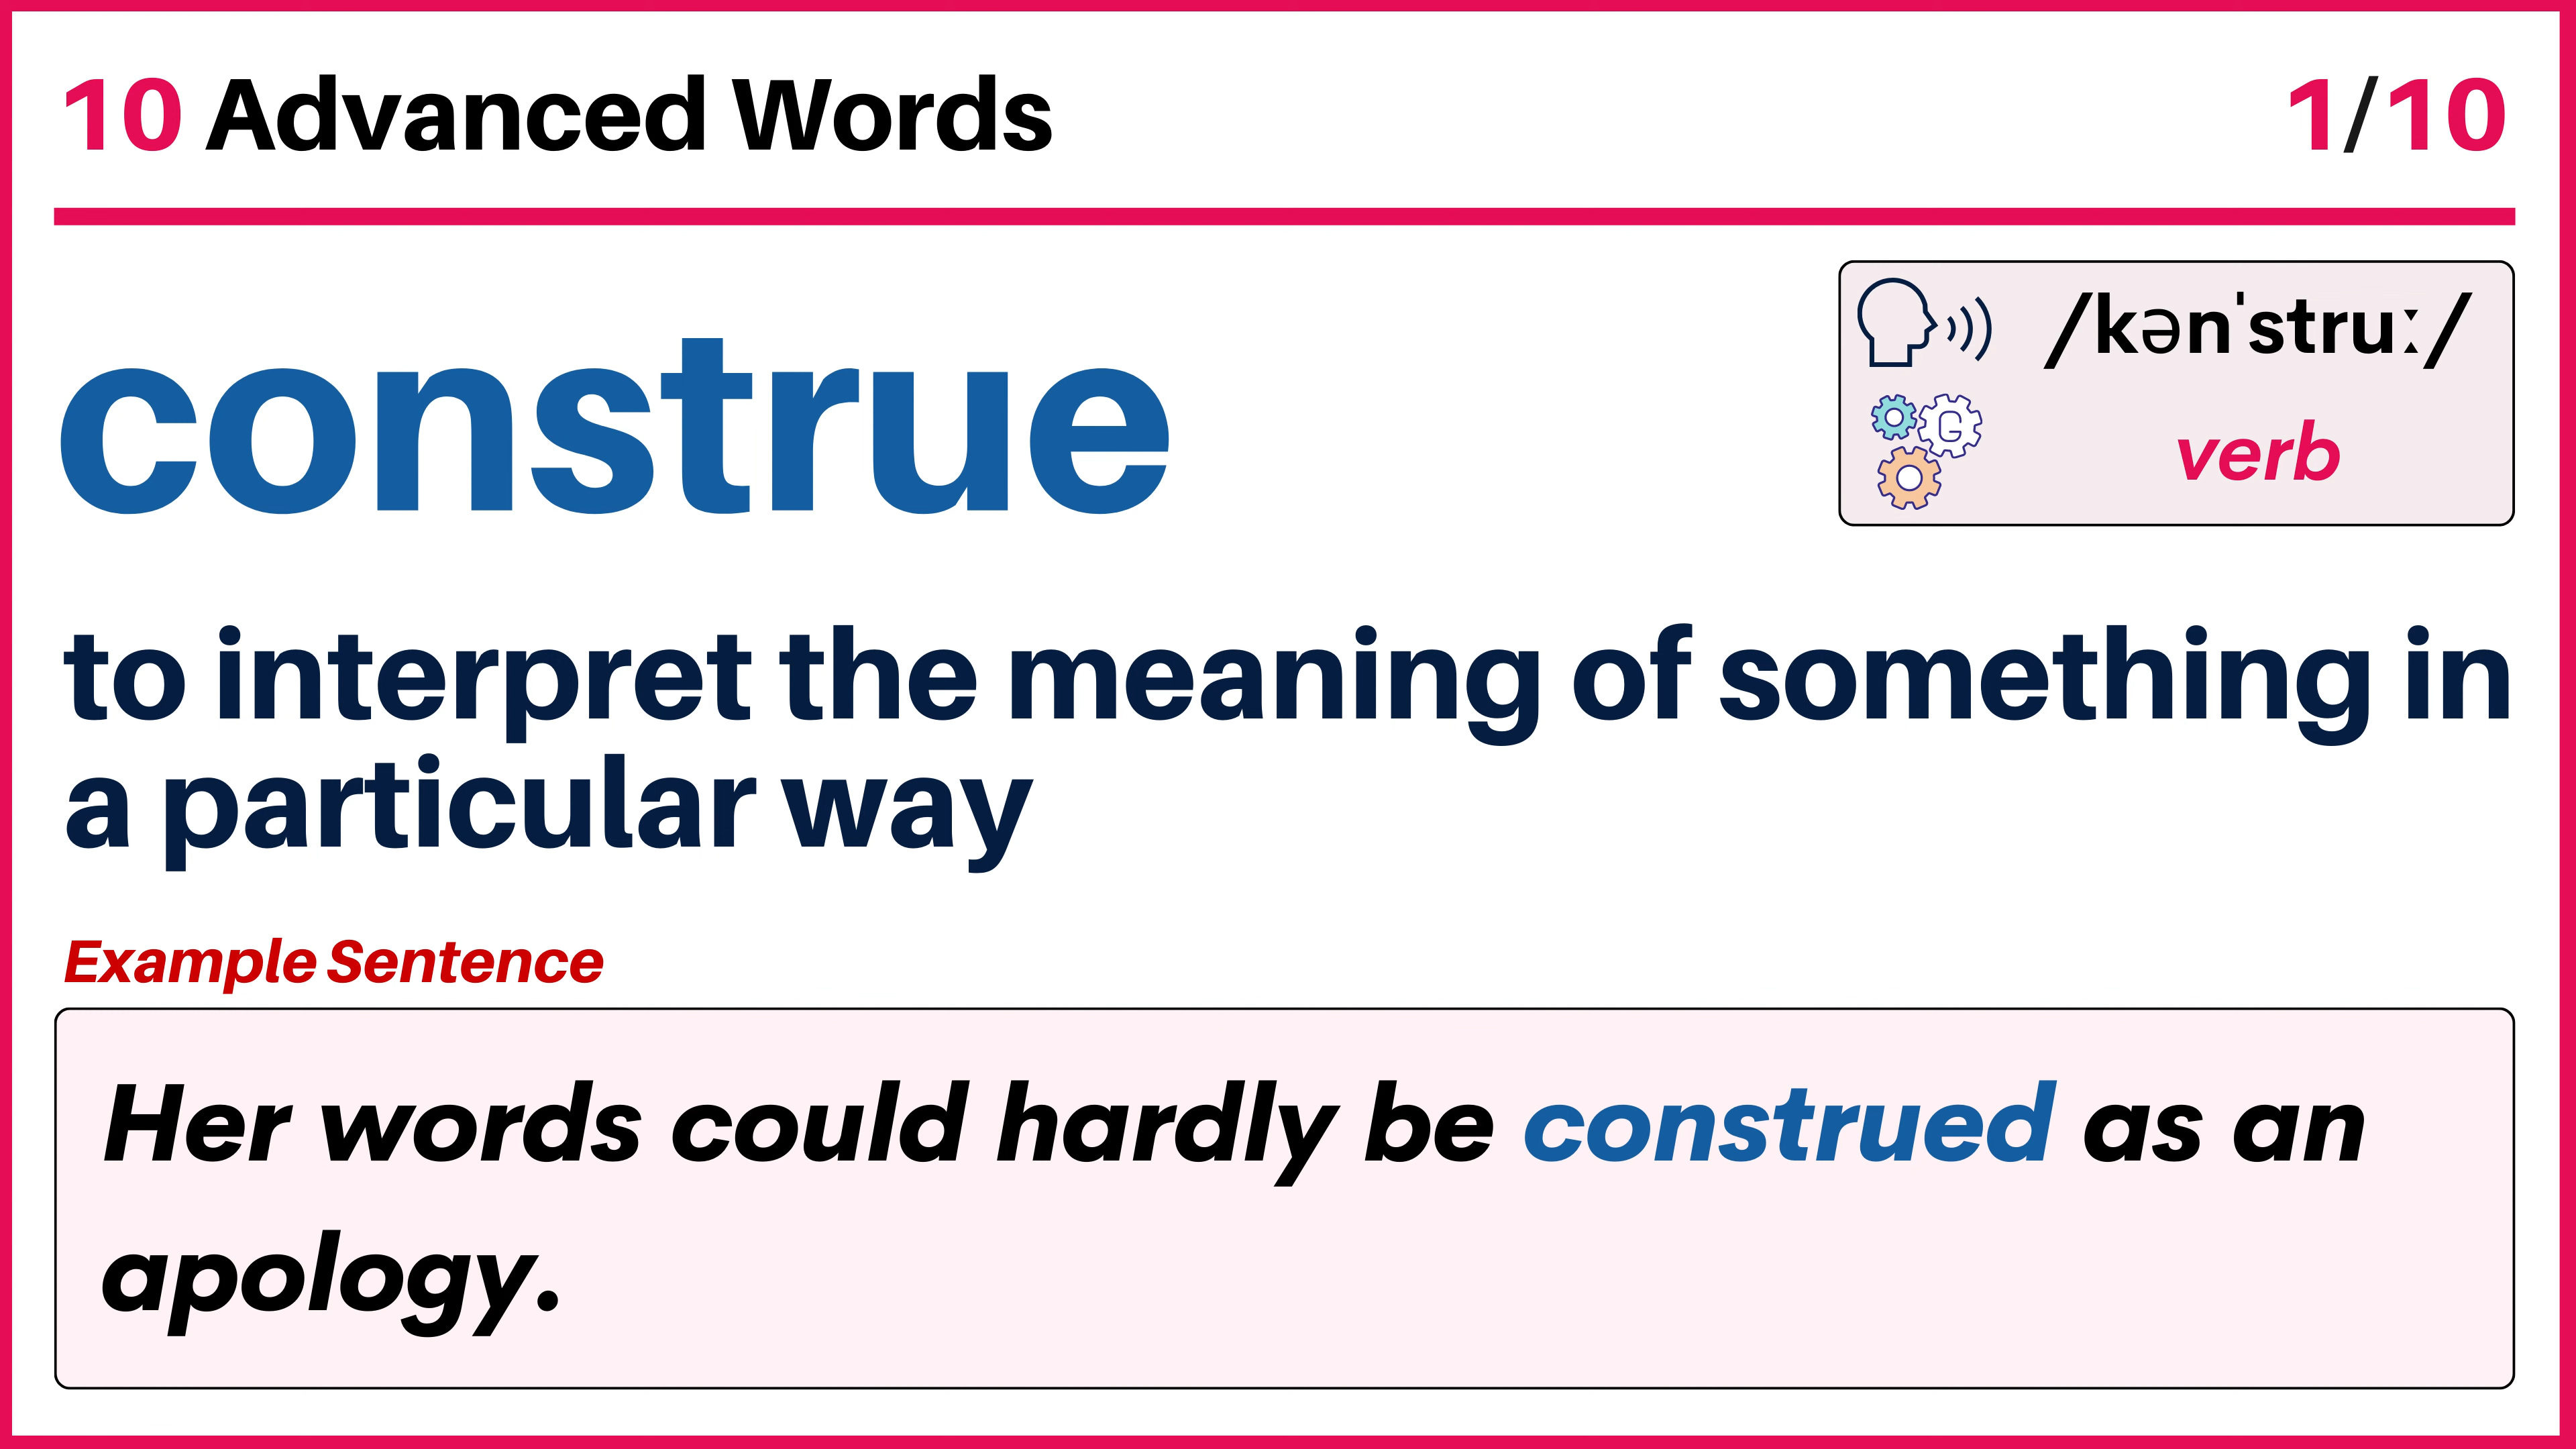 10 Advanced Words
1/10
construe
/kənˈstruː/
G
verb
to interpret the meaning of something in
a particular way
Example Sentence
Her words could hardly be construed as an
apology.